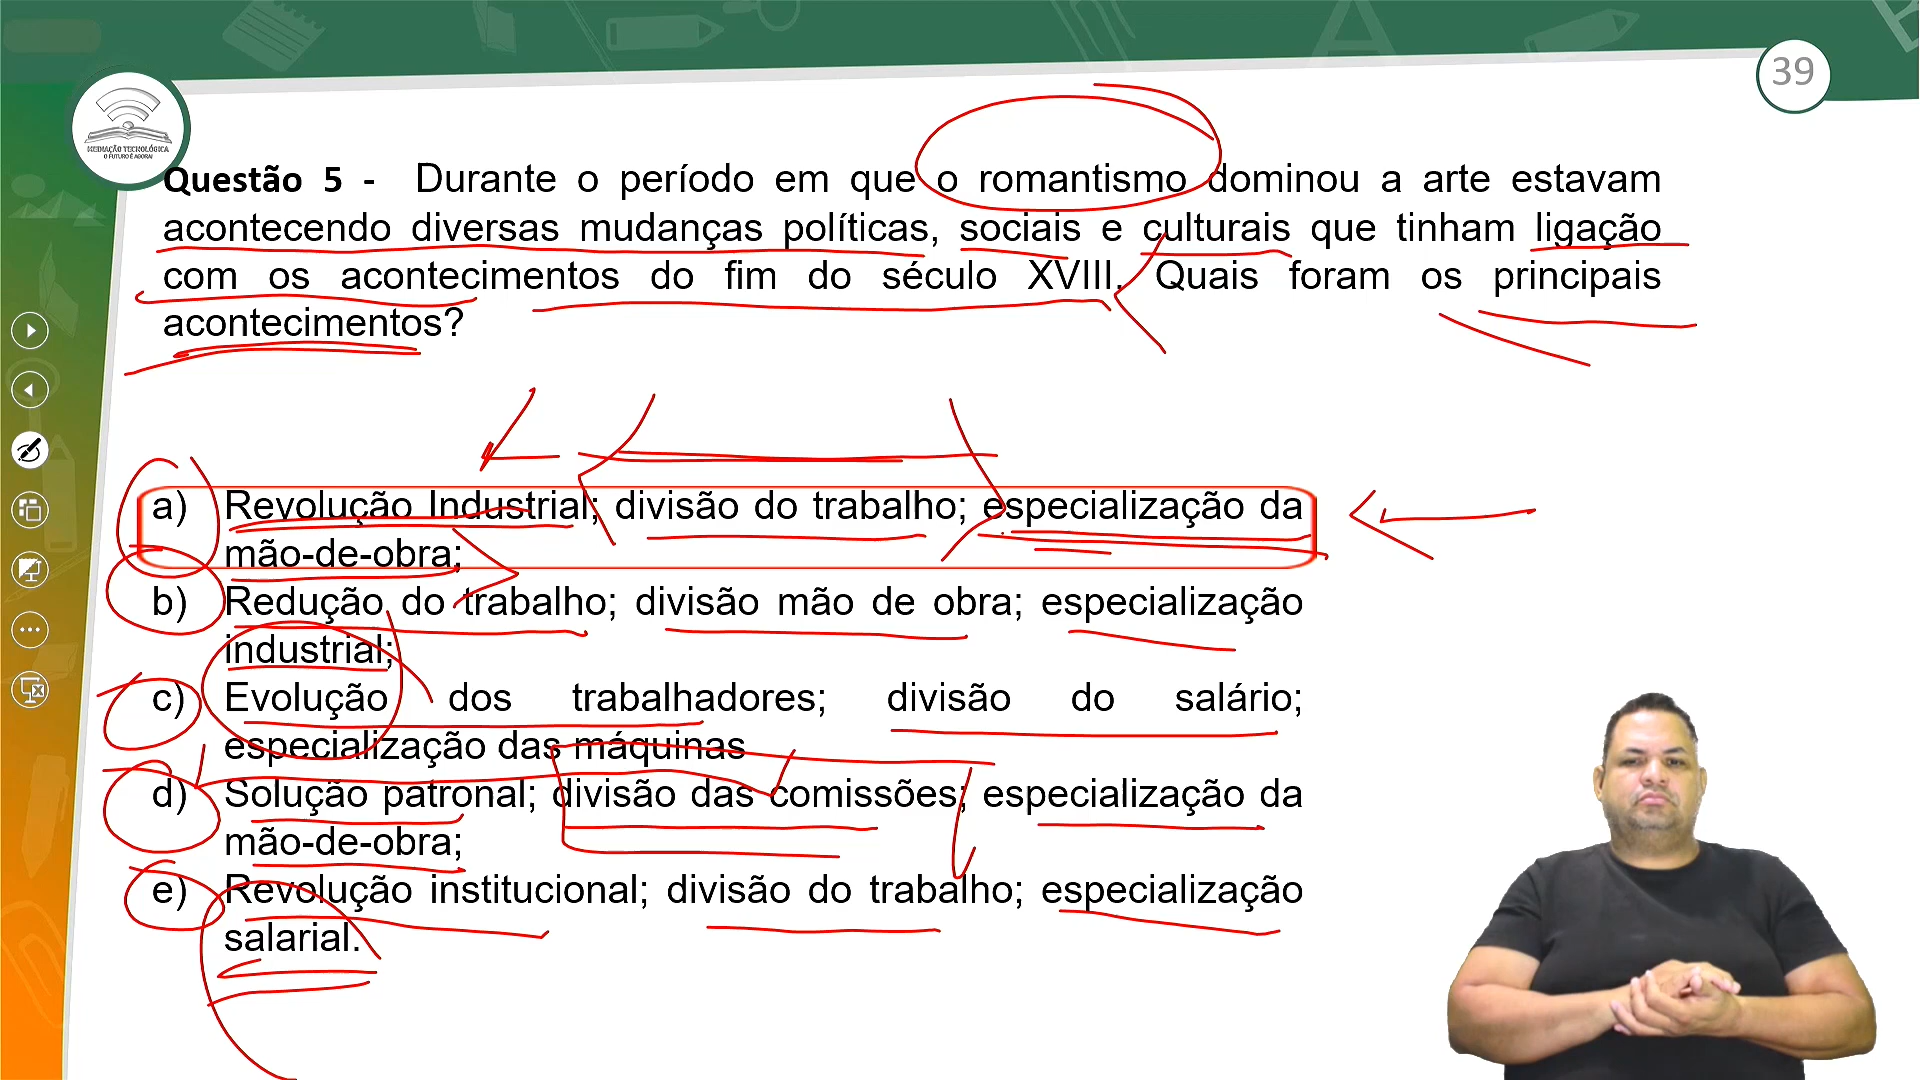 39
MEDIAÇÃO TECNOLÓGICA
O FUTURO É AGORA!
Questão 5 - Durante o período em que o romantismo dominou a arte estavam
acontecendo diversas mudanças políticas, sociais e culturais que tinham ligação
com os acontecimentos do fim do século XVIII. Quais foram os principais
acontecimentos?
a) Revolução Industrial; divisão do trabalho; especialização da
mão-de-obra;
b) Redução do trabalho; divisão mão de obra; especialização
industrial;
c) Evolução dos trabalhadores; divisão do salário;
especialização das máquinas
d) Solução patronal; divisão das comissões; especialização da
mão-de-obra;
e) Revolução institucional; divisão do trabalho; especialização
salarial.